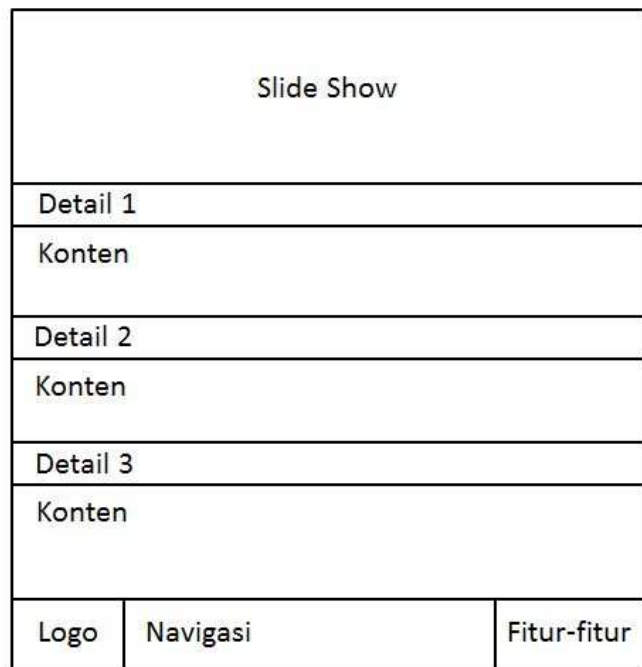 Slide Show
Detail 1
Konten
Detail 2
Konten
Detail 3
Konten
Logo Navigasi Fitur-fitur